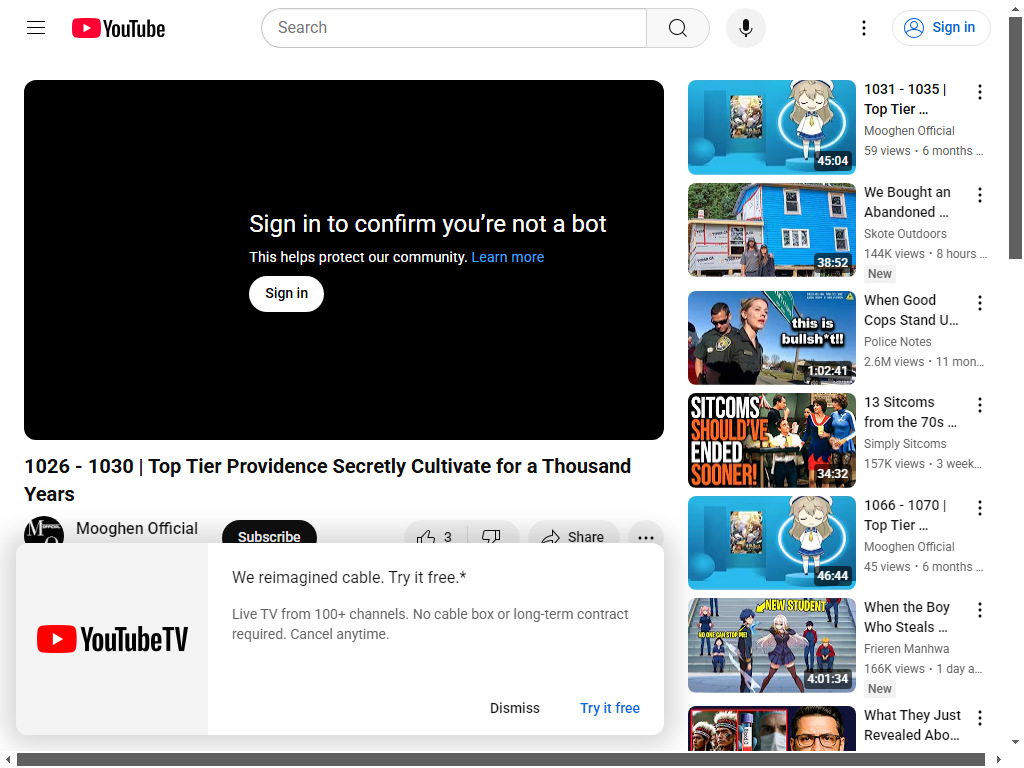 YouTube
Search
Sign in
Sign in to confirm you’re not a bot
This helps protect our community. Learn more
Sign in
1026 - 1030 | Top Tier Providence Secretly Cultivate for a Thousand
Years
Mooghen Official
Subscribe
3
Share
YouTubeTV
We reimagined cable. Try it free.*
Live TV from 100+ channels. No cable box or long-term contract
required. Cancel anytime.
Dismiss
Try it free
45:04
1031 - 1035 |
Top Tier …
Mooghen Official
59 views • 6 months …
38:52
We Bought an
Abandoned …
Skote Outdoors
144K views • 8 hours …
New
this is
bullsh*t!!
1:02:41
When Good
Cops Stand U…
Police Notes
2.6M views • 11 mon…
SITCOMS
SHOULD'VE
ENDED
SOONER!
34:32
13 Sitcoms
from the 70s …
Simply Sitcoms
157K views • 3 week…
46:44
1066 - 1070 |
Top Tier …
Mooghen Official
45 views • 6 months …
NEW STUDENT
NO ONE CAN STOP ME!
4:01:34
When the Boy
Who Steals …
Frieren Manhwa
166K views • 1 day a…
New
What They Just
Revealed Abo…